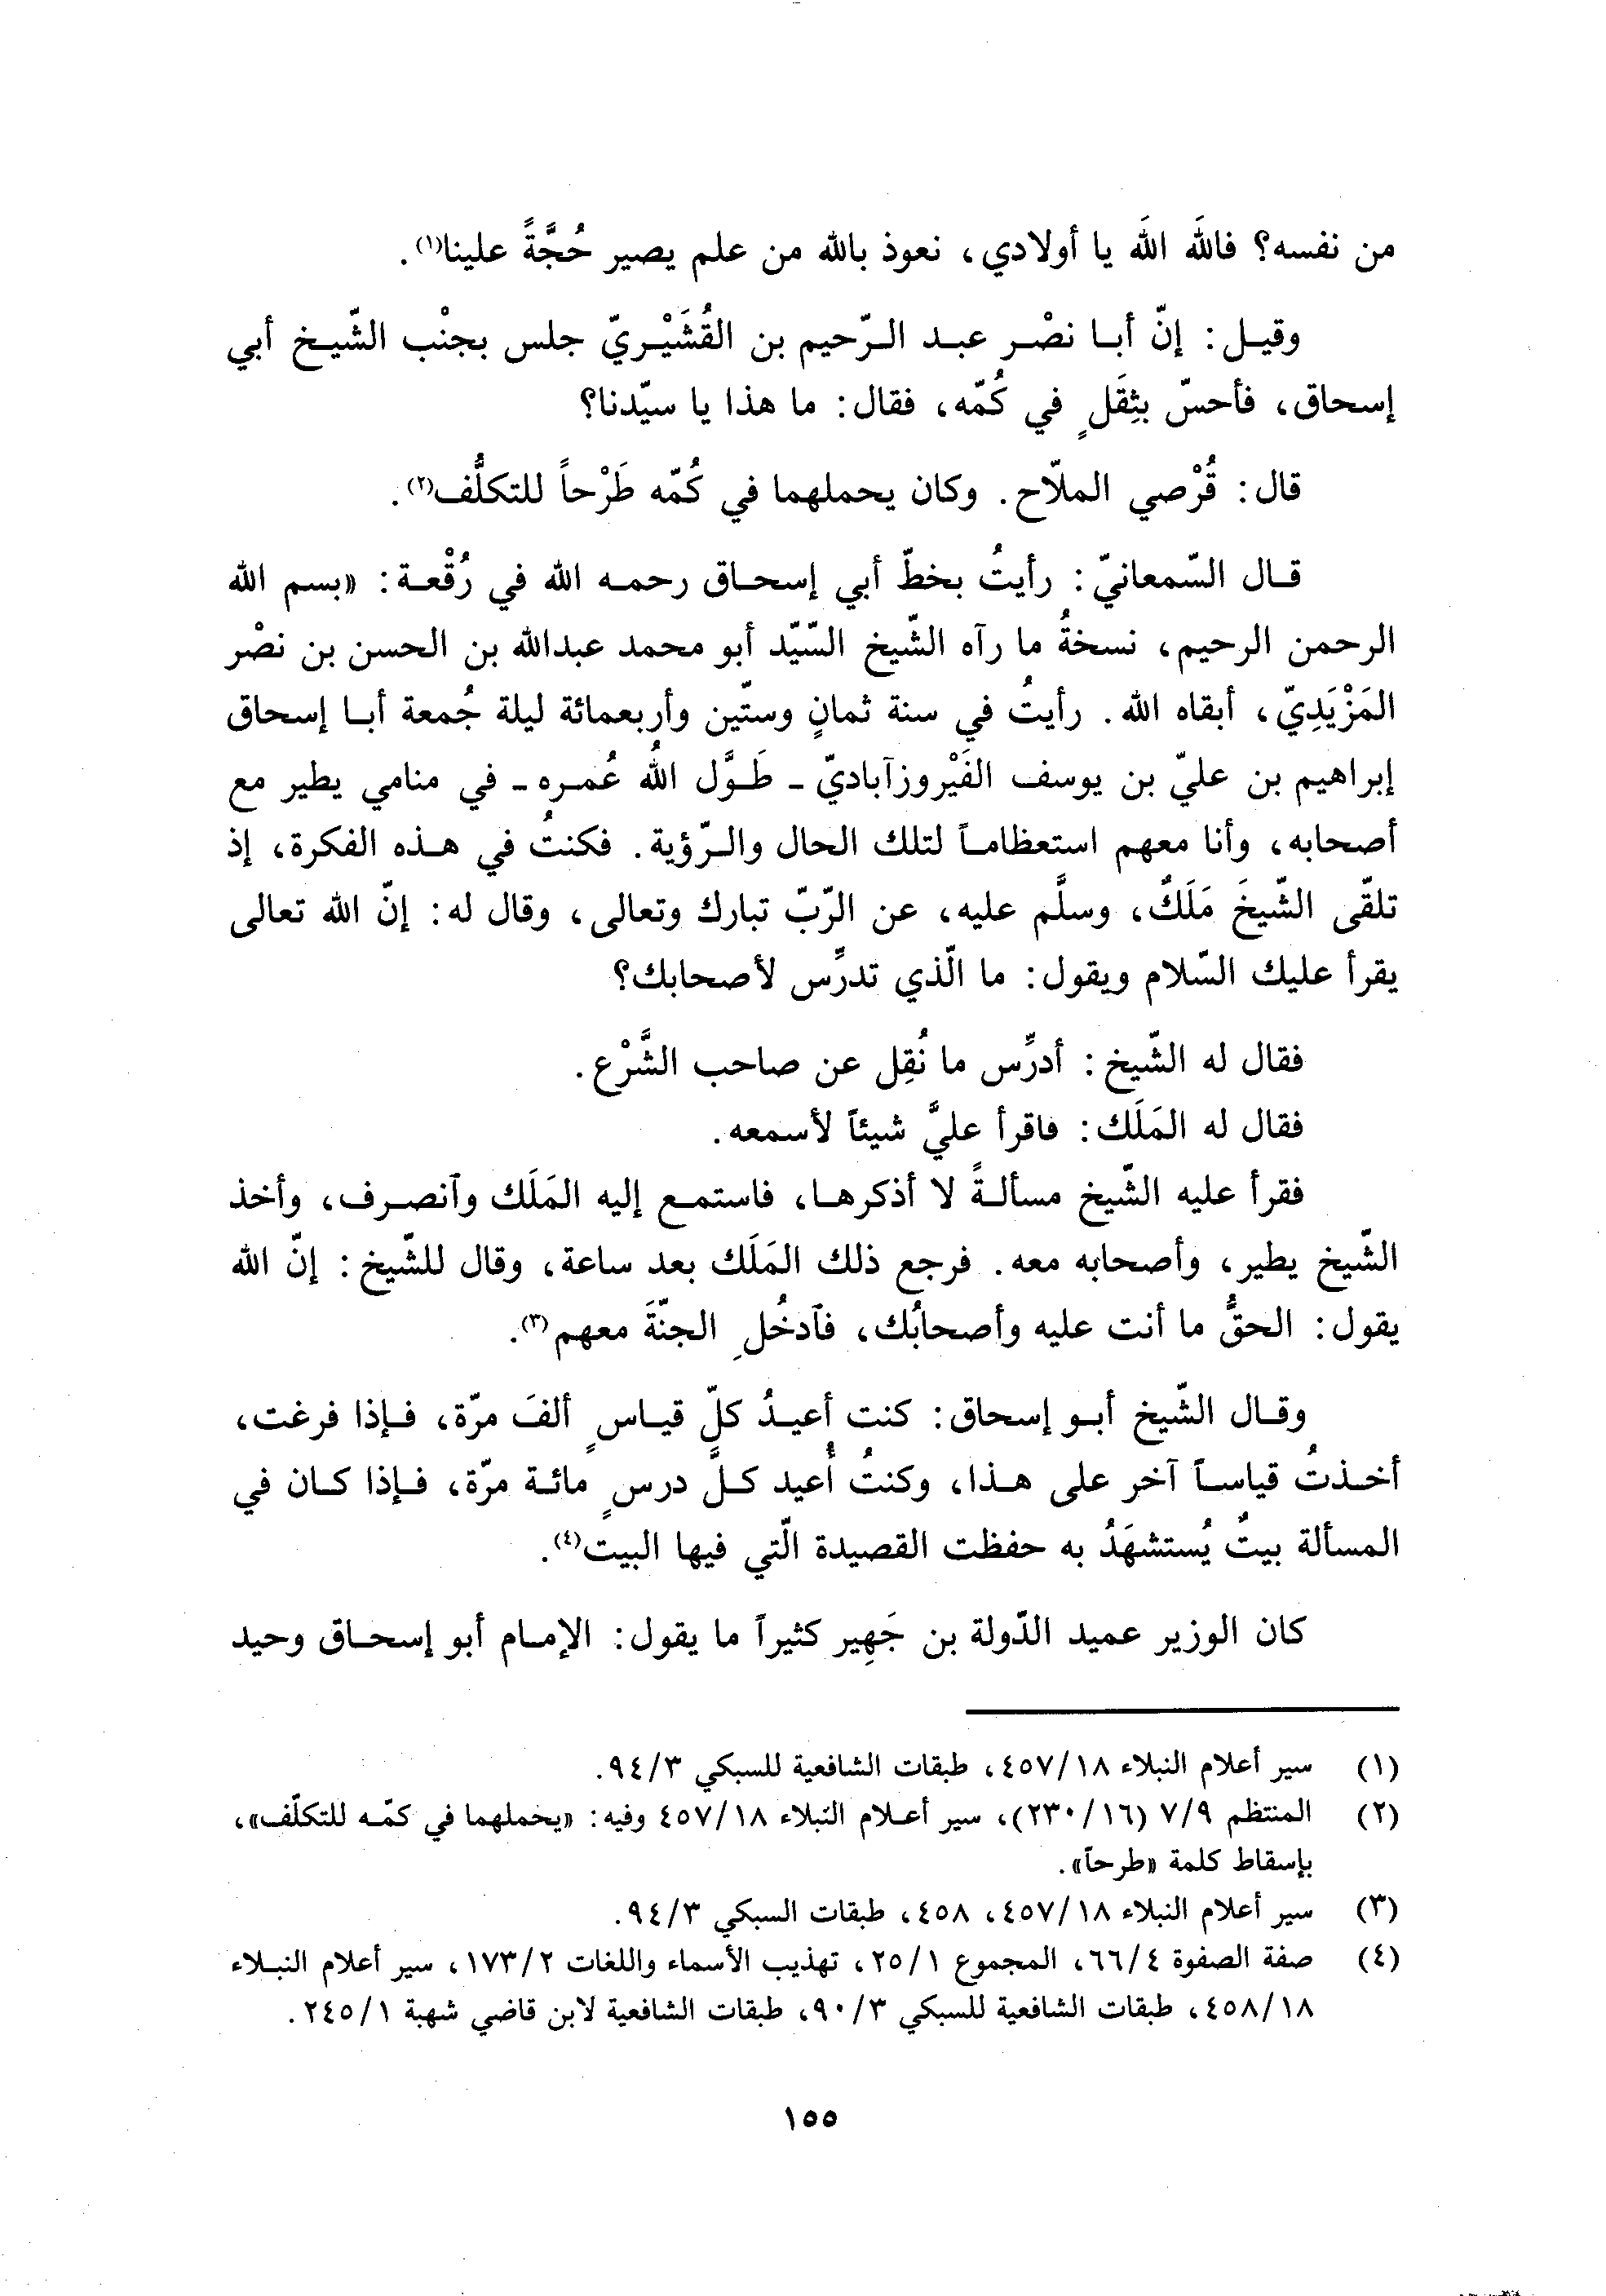 من نفسه؟ فاللَه اللَه يا أولادي، نعوذ بالله من علم يصير حُجَّةً علينا(١).
وقيل: إنّ أبا نصْر عبد الرّحيم بن القُشَيْريّ جلس بجنْب الشّيخ أبي
إسحاق، فأحسّ بثِقَلٍ في كُمّه، فقال: ما هذا يا سيّدنا؟
قال: قُرْصي الملاّح. وكان يحملهما في كُمّه طَرْحاً للتكلُّف(٢).
قال السّمعانيّ: رأيتُ بخطّ أبي إسحاق رحمه الله في رُقْعة: «بسم الله
الرحمن الرحيم، نسخةُ ما رآه الشّيخ السّيّد أبو محمد عبدالله بن الحسن بن نصْر
المَزْيَدِيّ، أبقاه الله. رأيتُ في سنة ثمانٍ وستّين وأربعمائة ليلة جُمعة أبا إسحاق
إبراهيم بن عليّ بن يوسف الفَيْروزآباديّ - طَوَّل اللهُ عُمره - في منامي يطير مع
أصحابه، وأنا معهم استعظاماً لتلك الحال والرّؤية. فكنتُ في هذه الفكرة، إذ
تلقّى الشّيخَ مَلَكٌ، وسلَّم عليه، عن الرّبّ تبارك وتعالى، وقال له: إنّ الله تعالى
يقرأ عليك السّلام ويقول: ما الّذي تدرِّس لأصحابك؟
فقال له الشّيخ: أدرِّس ما نُقِل عن صاحب الشَّرْع.
فقال له المَلَك: فاقرأ عليَّ شيئاً لأسمعه.
فقرأ عليه الشّيخ مسألةً لا أذكرها، فاستمع إليه المَلَك وآنصرف، وأخذ
الشّيخ يطير، وأصحابه معه. فرجع ذلك المَلَك بعد ساعة، وقال للشّيخ: إنّ الله
يقول: الحقُّ ما أنت عليه وأصحابُك، فآدخُلِ الجنّةَ معهم(٣).
وقال الشّيخ أبو إسحاق: كنت أعيدُ كلّ قياسٍ ألفَ مرّة، فإذا فرغت،
أخذتُ قياساً آخر على هذا، وكنتُ أُعيد كلَّ درسٍ مائة مرّة، فإذا كان في
المسألة بيتٌ يُستشهَدُ به حفظت القصيدة الّتي فيها البيت(٤).
كان الوزير عميد الدّولة بن جَهِير كثيراً ما يقول: الإمام أبو إسحاق وحيد
(١) سير أعلام النبلاء ٤٥٧/١٨، طبقات الشافعية للسبكي ٩٤/٣.
(٢) المنتظم ٧/٩ (٢٣٠/١٦)، سير أعلام النبلاء ٤٥٧/١٨ وفيه: «يحملهما في كمّه للتكلّف»،
بإسقاط كلمة «طرحاً».
(٣) سير أعلام النبلاء ٤٥٧/١٨، ٤٥٨، طبقات السبكي ٩٤/٣.
(٤) صفة الصفوة ٦٦/٤، المجموع ٢٥/١، تهذيب الأسماء واللغات ١٧٣/٢، سير أعلام النبلاء
٤٥٨/١٨، طبقات الشافعية للسبكي ٩٠/٣، طبقات الشافعية لابن قاضي شهبة ٢٤٥/١.
١٥٥